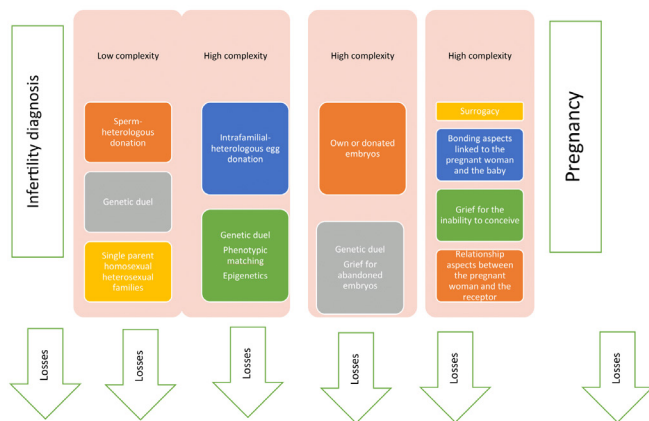 Infertility diagnosis
Low complexity
Sperm-
heterologous
donation
Genetic duel
Single parent
homosexual
heterosexual
families
High complexity
Intrafamilial-
heterologous egg
donation
Genetic duel
Phenotypic
matching
Epigenetics
High complexity
Own or donated
embryos
Genetic duel
Grief for
abandoned
embryos
High complexity
Surrogacy
Bonding aspects
linked to the
pregnant woman
and the baby
Grief for the
inability to conceive
Relationship
aspects between
the pregnant
woman and the
receptor
Pregnancy
Losses
Losses
Losses
Losses
Losses
Losses